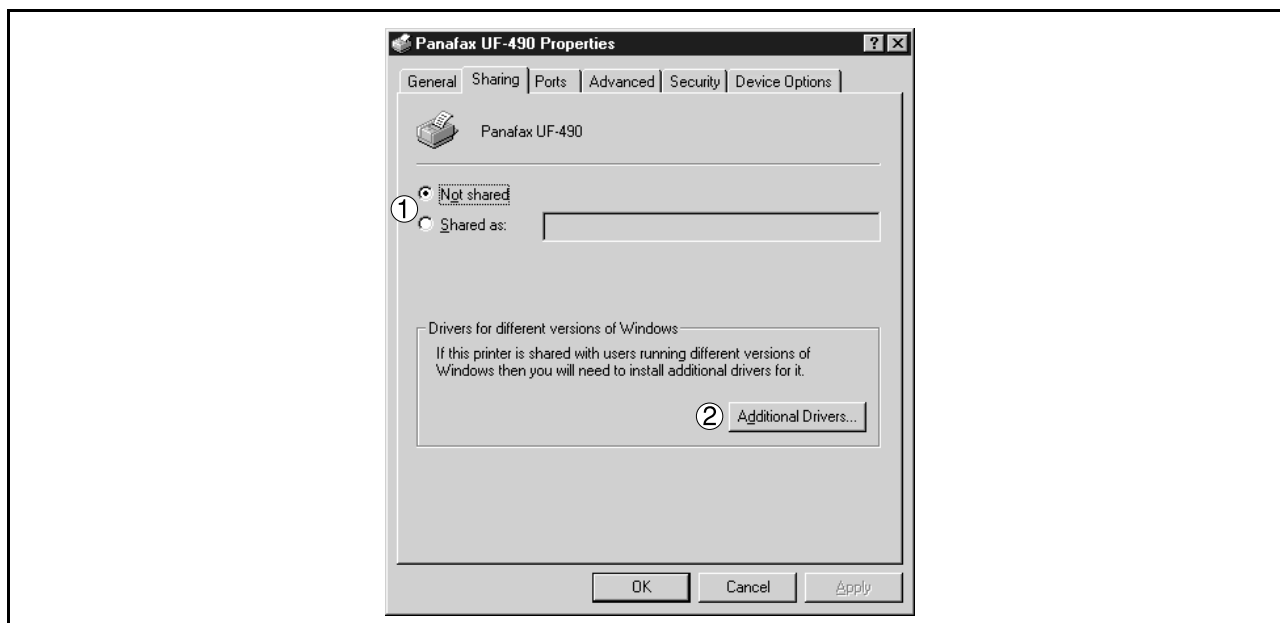 Panafax UF-490 Properties
General Sharing Ports Advanced Security Device Options
Panafax UF-490
① Not shared
Shared as:
Drivers for different versions of Windows
If this printer is shared with users running different versions of
Windows then you will need to install additional drivers for it.
② Additional Drivers...
OK Cancel Apply